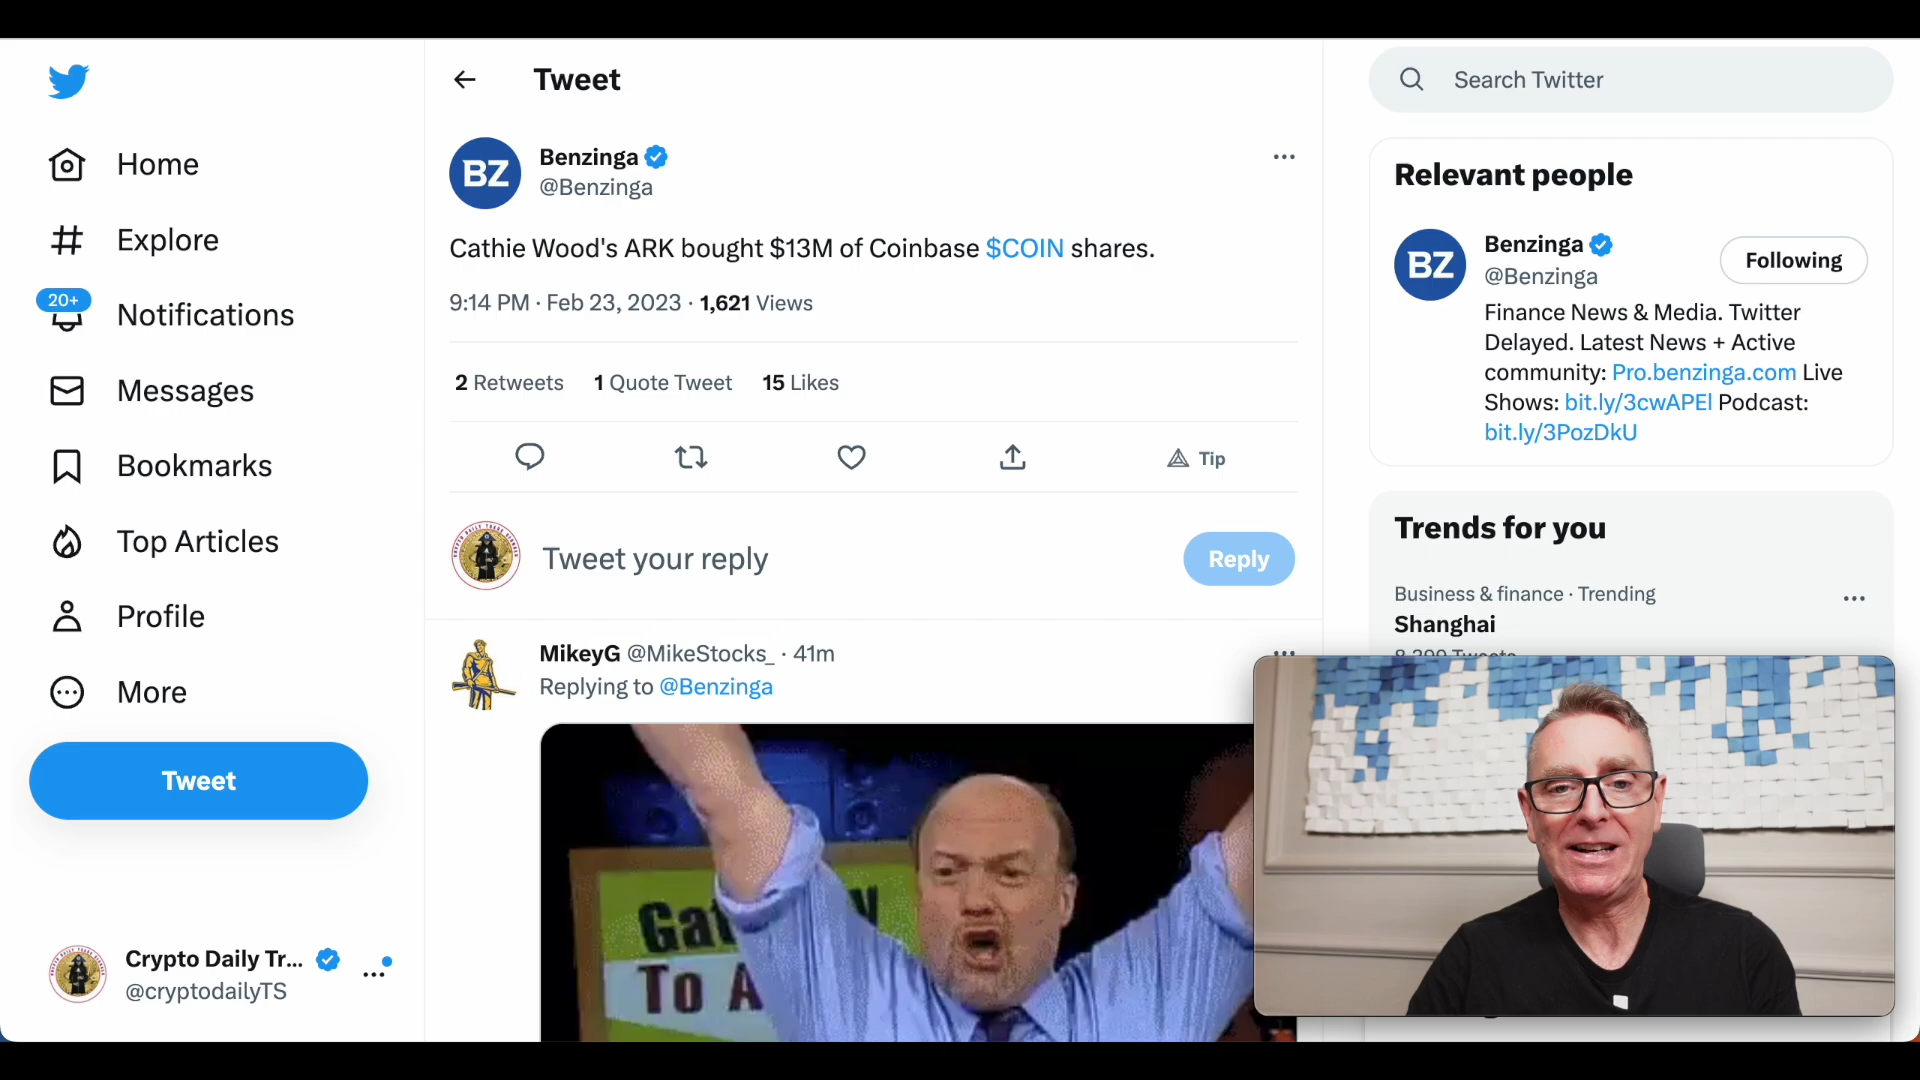 Home
Explore
20+
Notifications
Messages
Bookmarks
Top Articles
Profile
More
Tweet
Crypto Daily Tr...
@cryptodailyTS
Tweet
BZ
Benzinga
@Benzinga
Cathie Wood's ARK bought $13M of Coinbase $COIN shares.
9:14 PM · Feb 23, 2023 · 1,621 Views
2 Retweets 1 Quote Tweet 15 Likes
Tip
Tweet your reply
Reply
MikeyG @MikeStocks_ · 41m
Replying to @Benzinga
To A
Search Twitter
Relevant people
BZ
Benzinga
@Benzinga
Following
Finance News & Media. Twitter
Delayed. Latest News + Active
community: Pro.benzinga.com Live
Shows: bit.ly/3cwAPEl Podcast:
bit.ly/3PozDkU
Trends for you
Business & finance · Trending
Shanghai